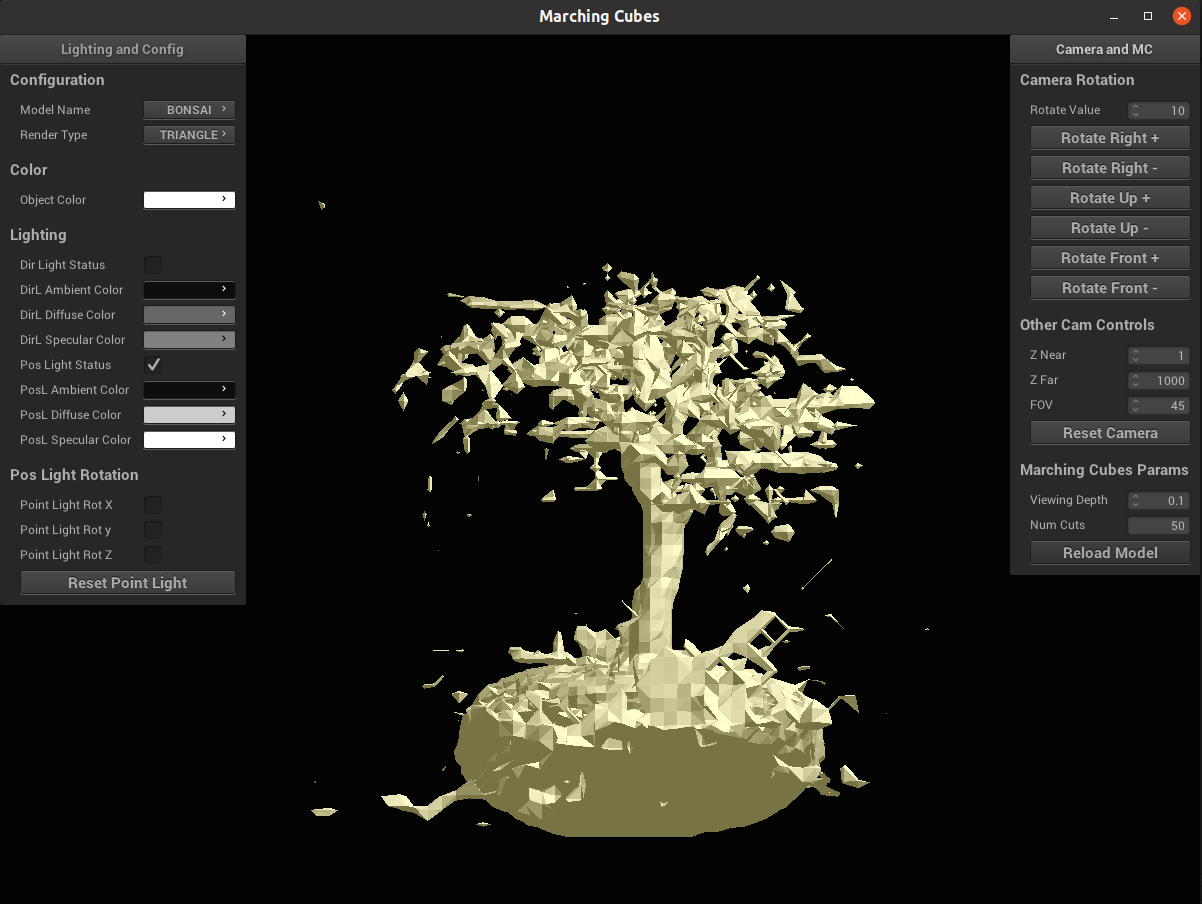 Marching Cubes
Lighting and Config
Configuration
Model Name BONSAI
Render Type TRIANGLE
Color
Object Color
Lighting
Dir Light Status
DirL Ambient Color
DirL Diffuse Color
DirL Specular Color
Pos Light Status
PosL Ambient Color
PosL Diffuse Color
PosL Specular Color
Pos Light Rotation
Point Light Rot X
Point Light Rot y
Point Light Rot Z
Reset Point Light
Camera and MC
Camera Rotation
Rotate Value 10
Rotate Right +
Rotate Right -
Rotate Up +
Rotate Up -
Rotate Front +
Rotate Front -
Other Cam Controls
Z Near 1
Z Far 1000
FOV 45
Reset Camera
Marching Cubes Params
Viewing Depth 0.1
Num Cuts 50
Reload Model